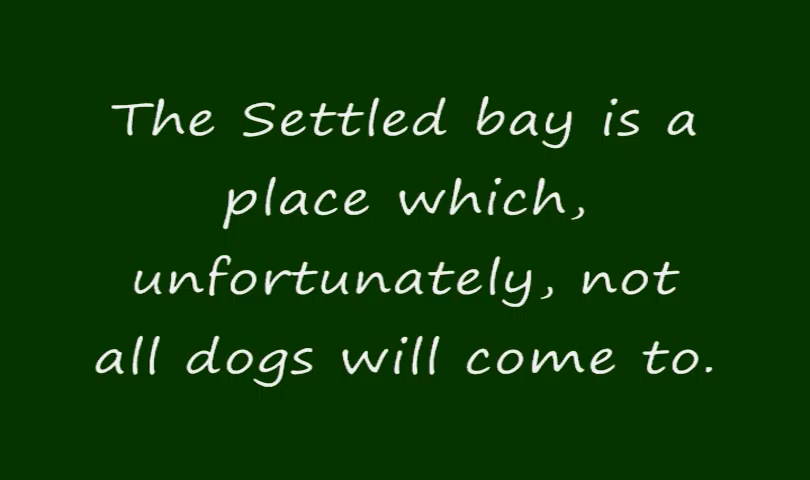 The Settled bay is a
place which,
unfortunately, not
all dogs will come to.